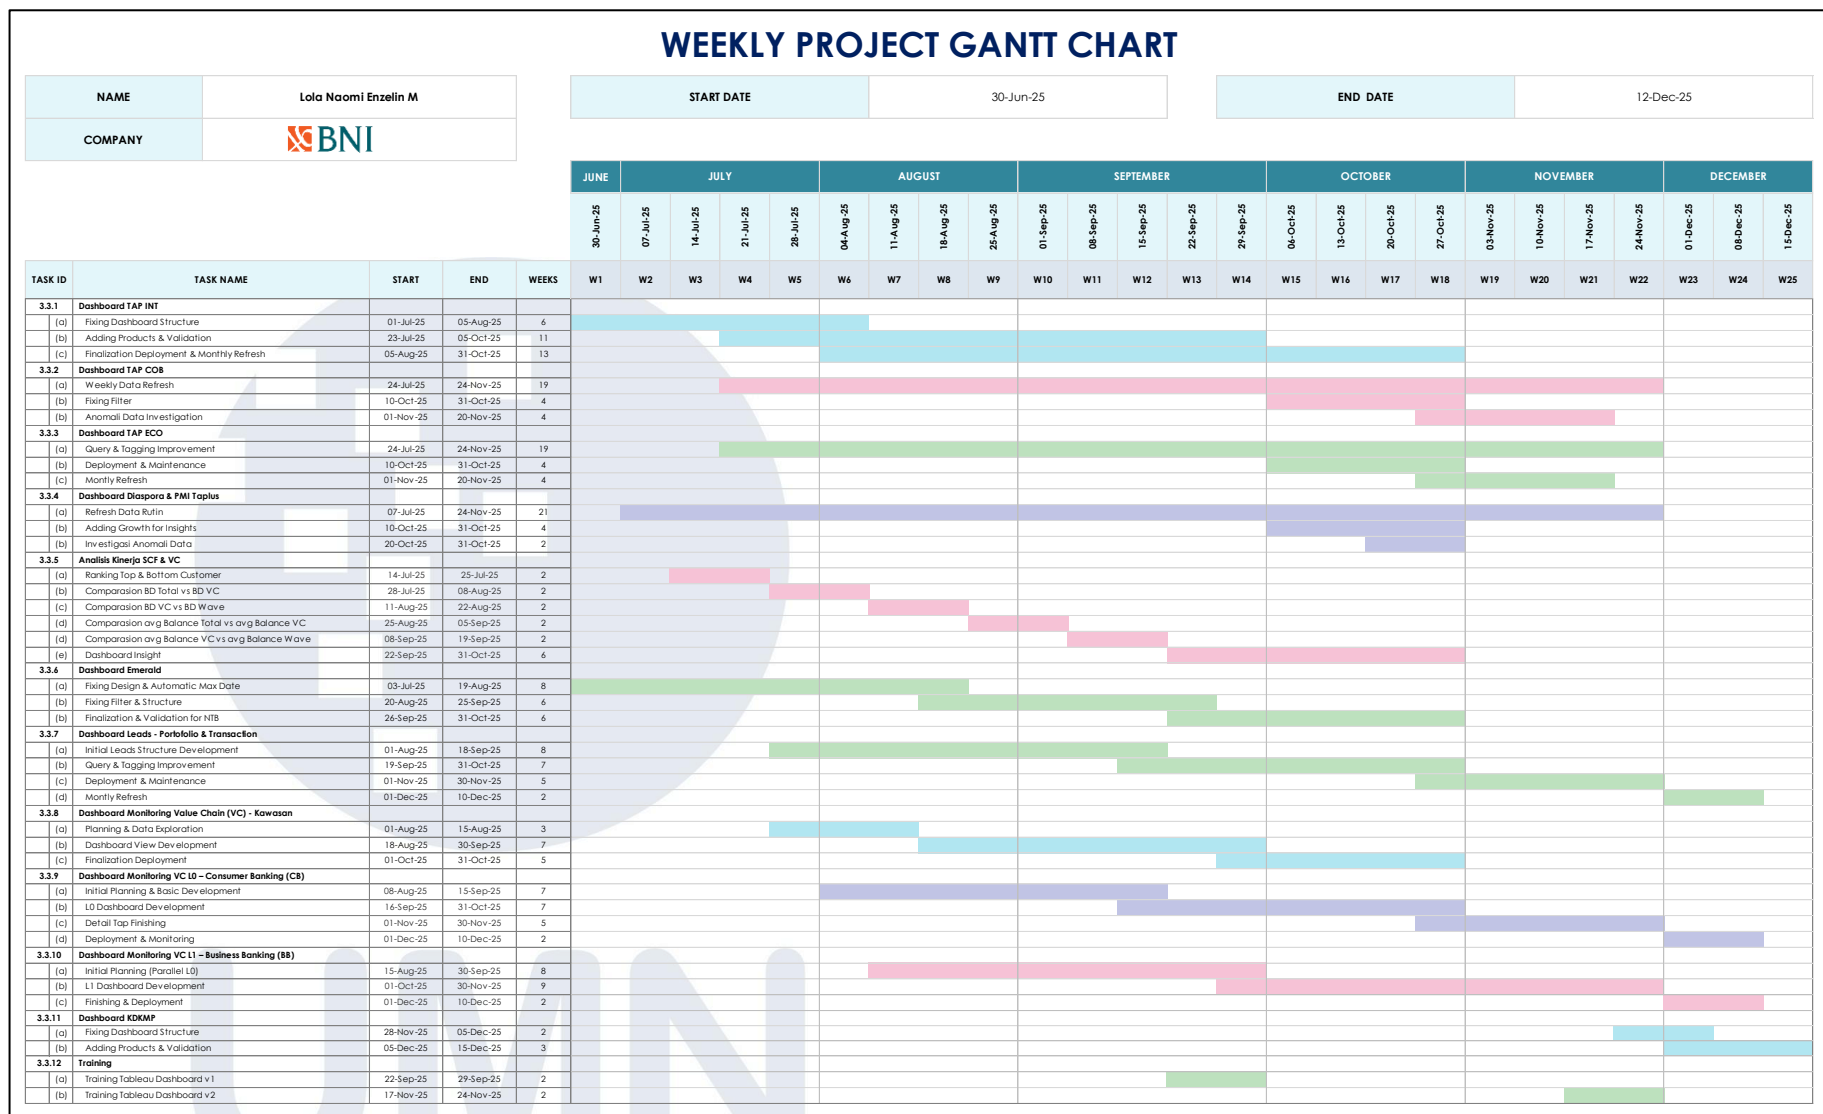 WEEKLY PROJECT GANTT CHART
NAME Lola Naomi Enzelin M START DATE 30-Jun-25 END DATE 12-Dec-25
COMPANY BNI
JUNE JULY AUGUST SEPTEMBER OCTOBER NOVEMBER DECEMBER
30-Jun-25 07-Jul-25 14-Jul-25 21-Jul-25 28-Jul-25 04-Aug-25 11-Aug-25 18-Aug-25 25-Aug-25 01-Sep-25 08-Sep-25 15-Sep-25 22-Sep-25 29-Sep-25 06-Oct-25 13-Oct-25 20-Oct-25 27-Oct-25 03-Nov-25 10-Nov-25 17-Nov-25 24-Nov-25 01-Dec-25 08-Dec-25 15-Dec-25
TASK ID TASK NAME START END WEEKS W1 W2 W3 W4 W5 W6 W7 W8 W9 W10 W11 W12 W13 W14 W15 W16 W17 W18 W19 W20 W21 W22 W23 W24 W25
3.3.1 Dashboard TAP INT
(a) Fixing Dashboard Structure 01-Jul-25 05-Aug-25 6
(b) Adding Products & Validation 23-Jul-25 05-Oct-25 11
(c) Finalization Deployment & Monthly Refresh 05-Aug-25 31-Oct-25 13
3.3.2 Dashboard TAP COB
(a) Weekly Data Refresh 24-Jul-25 24-Nov-25 19
(b) Fixing Filter 10-Oct-25 31-Oct-25 4
(b) Anomali Data Investigation 01-Nov-25 20-Nov-25 4
3.3.3 Dashboard TAP ECO
(a) Query & Tagging Improvement 24-Jul-25 24-Nov-25 19
(b) Deployment & Maintenance 10-Oct-25 31-Oct-25 4
(c) Montly Refresh 01-Nov-25 20-Nov-25 4
3.3.4 Dashboard Diaspora & PMI Taplus
(a) Refresh Data Rutin 07-Jul-25 24-Nov-25 21
(b) Adding Growth for Insights 10-Oct-25 31-Oct-25 4
(b) Investigasi Anomali Data 20-Oct-25 31-Oct-25 2
3.3.5 Analisis Kinerja SCF & VC
(a) Ranking Top & Bottom Customer 14-Jul-25 25-Jul-25 2
(b) Comparasion BD Total vs BD VC 28-Jul-25 08-Aug-25 2
(c) Comparasion BD VC vs BD Wave 11-Aug-25 22-Aug-25 2
(d) Comparasion avg Balance Total vs avg Balance VC 25-Aug-25 05-Sep-25 2
(d) Comparasion avg Balance VC vs avg Balance Wave 08-Sep-25 19-Sep-25 2
(e) Dashboard Insight 22-Sep-25 31-Oct-25 6
3.3.6 Dashboard Emerald
(a) Fixing Design & Automatic Max Date 03-Jul-25 19-Aug-25 8
(b) Fixing Filter & Structure 20-Aug-25 25-Sep-25 6
(b) Finalization & Validation for NTB 26-Sep-25 31-Oct-25 6
3.3.7 Dashboard Leads - Portofolio & Transaction
(a) Initial Leads Structure Development 01-Aug-25 18-Sep-25 8
(b) Query & Tagging Improvement 19-Sep-25 31-Oct-25 7
(c) Deployment & Maintenance 01-Nov-25 30-Nov-25 5
(d) Montly Refresh 01-Dec-25 10-Dec-25 2
3.3.8 Dashboard Monitoring Value Chain (VC) - Kawasan
(a) Planning & Data Exploration 01-Aug-25 15-Aug-25 3
(b) Dashboard View Development 18-Aug-25 30-Sep-25 7
(c) Finalization Deployment 01-Oct-25 31-Oct-25 5
3.3.9 Dashboard Monitoring VC L0 – Consumer Banking (CB)
(a) Initial Planning & Basic Development 08-Aug-25 15-Sep-25 7
(b) L0 Dashboard Development 16-Sep-25 31-Oct-25 7
(c) Detail Tap Finishing 01-Nov-25 30-Nov-25 5
(d) Deployment & Monitoring 01-Dec-25 10-Dec-25 2
3.3.10 Dashboard Monitoring VC L1 – Business Banking (BB)
(a) Initial Planning (Parallel L0) 15-Aug-25 30-Sep-25 8
(b) L1 Dashboard Development 01-Oct-25 30-Nov-25 9
(c) Finishing & Deployment 01-Dec-25 10-Dec-25 2
3.3.11 Dashboard KDKMP
(a) Fixing Dashboard Structure 28-Nov-25 05-Dec-25 2
(b) Adding Products & Validation 05-Dec-25 15-Dec-25 3
3.3.12 Training
(a) Training Tableau Dashboard v1 22-Sep-25 29-Sep-25 2
(b) Training Tableau Dashboard v2 17-Nov-25 24-Nov-25 2
UMN